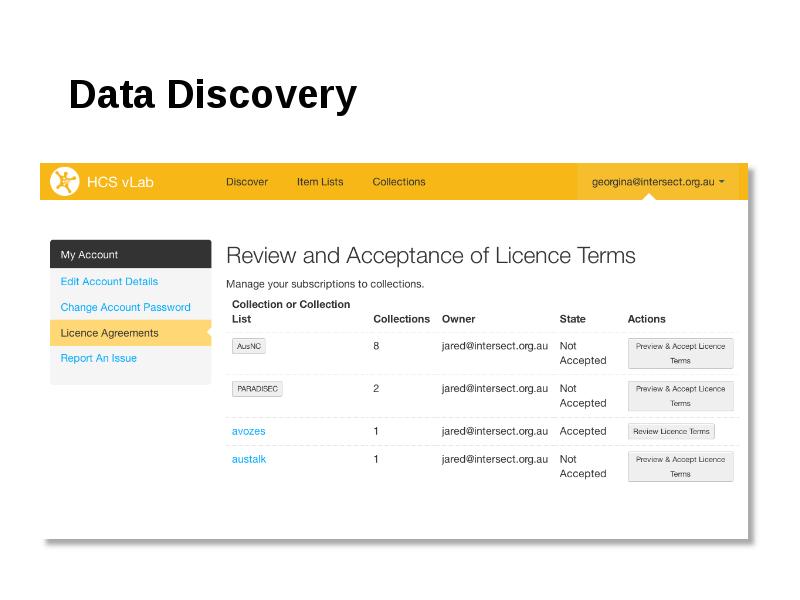 Data Discovery
HCS vLab
Discover
Item Lists
Collections
georgina@intersect.org.au
My Account
Edit Account Details
Change Account Password
Licence Agreements
Report An Issue
Review and Acceptance of Licence Terms
Manage your subscriptions to collections.
Collection or Collection
List Collections Owner State Actions
AusNC 8 jared@intersect.org.au Not Preview & Accept Licence
Accepted Terms
PARADISEC 2 jared@intersect.org.au Not Preview & Accept Licence
Accepted Terms
avozes 1 jared@intersect.org.au Accepted Review Licence Terms
austalk 1 jared@intersect.org.au Not Preview & Accept Licence
Accepted Terms